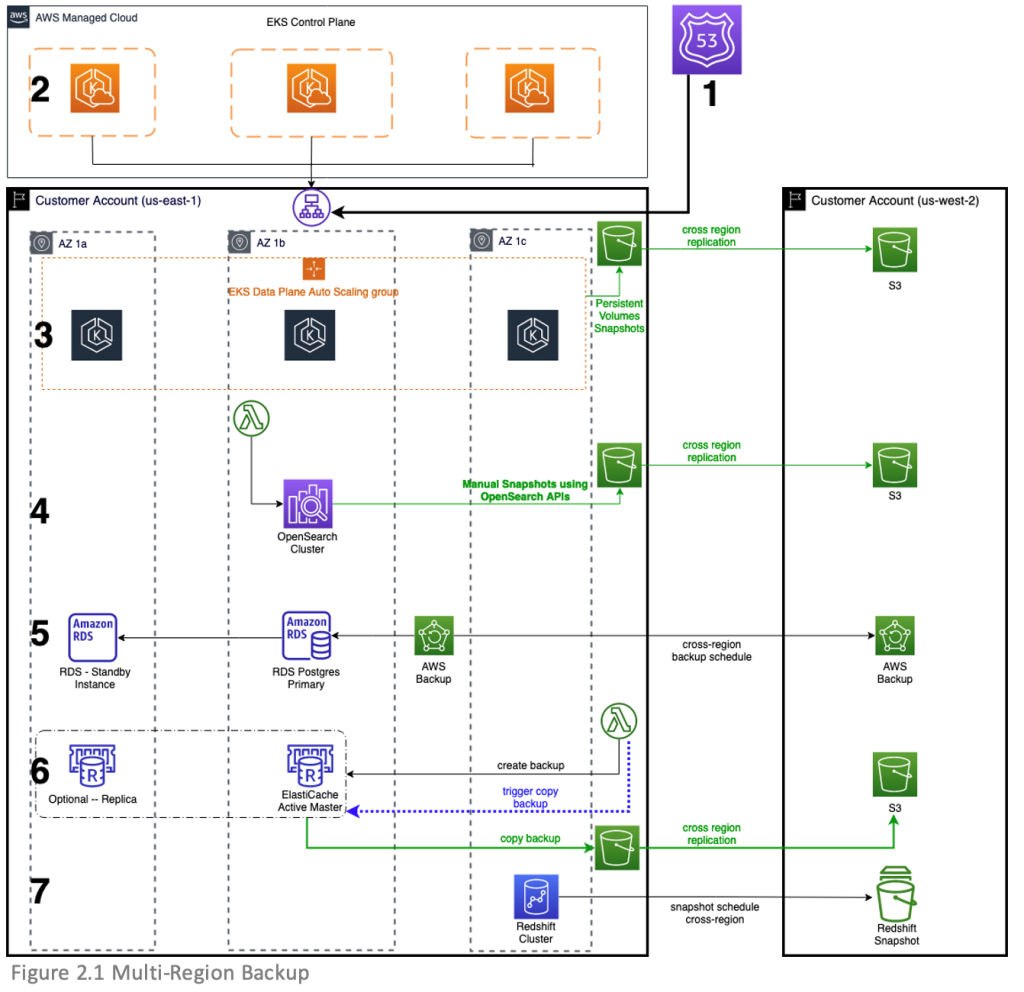 aws
AWS Managed Cloud
EKS Control Plane
53
1
2
K
K
K
Customer Account (us-east-1)
Customer Account (us-west-2)
AZ 1a
AZ 1b
AZ 1c
EKS Data Plane Auto Scaling group
cross region
replication
S3
Persistent
Volumes
Snapshots
3
K
K
K
cross region
replication
S3
Manual Snapshots using
OpenSearch APIs
4
OpenSearch
Cluster
5
Amazon
RDS
RDS - Standby
Instance
Amazon
RDS
RDS Postgres
Primary
AWS
Backup
cross-region
backup schedule
AWS
Backup
6
R
Optional -- Replica
R
ElastiCache
Active Master
create backup
trigger copy
backup
copy backup
cross region
replication
S3
7
Redshift
Cluster
snapshot schedule
cross-region
Redshift
Snapshot
Figure 2.1 Multi-Region Backup